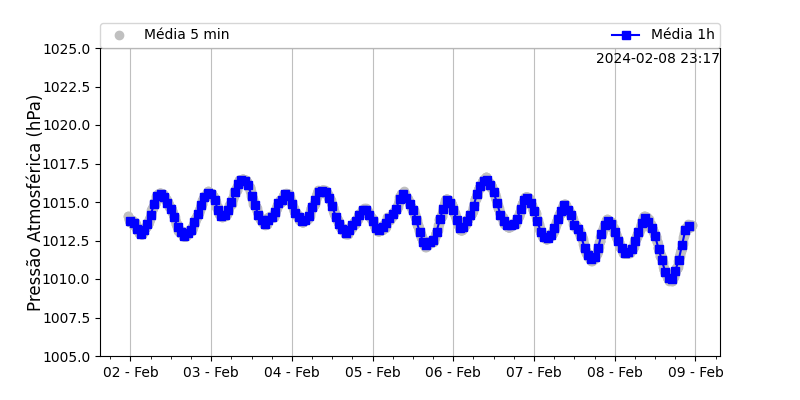 Média 5 min
Média 1h
2024-02-08 23:17
Pressão Atmosférica (hPa)
1025.0
1022.5
1020.0
1017.5
1015.0
1012.5
1010.0
1007.5
1005.0
02 - Feb
03 - Feb
04 - Feb
05 - Feb
06 - Feb
07 - Feb
08 - Feb
09 - Feb